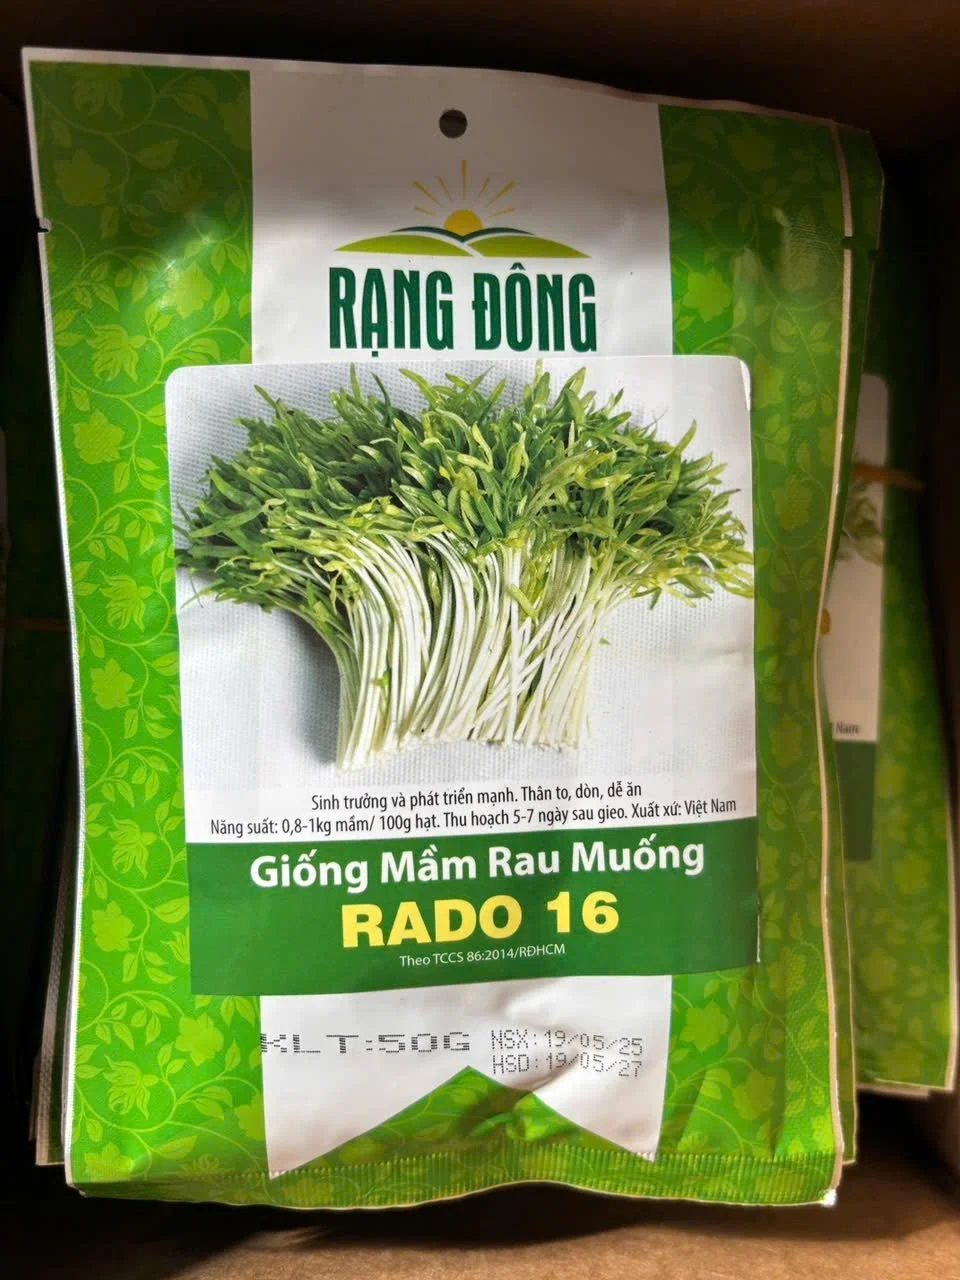 RẠNG ĐÔNG
Sinh trưởng và phát triển mạnh. Thân to, dòn, dễ ăn
Năng suất: 0,8-1kg mầm/ 100g hạt. Thu hoạch 5-7 ngày sau gieo. Xuất xứ: Việt Nam
Giống Mầm Rau Muống
RADO 16
Theo TCCS 86:2014/RĐHCM
KLT:50G
NSX:19/05/25
HSD:19/05/27
Nam